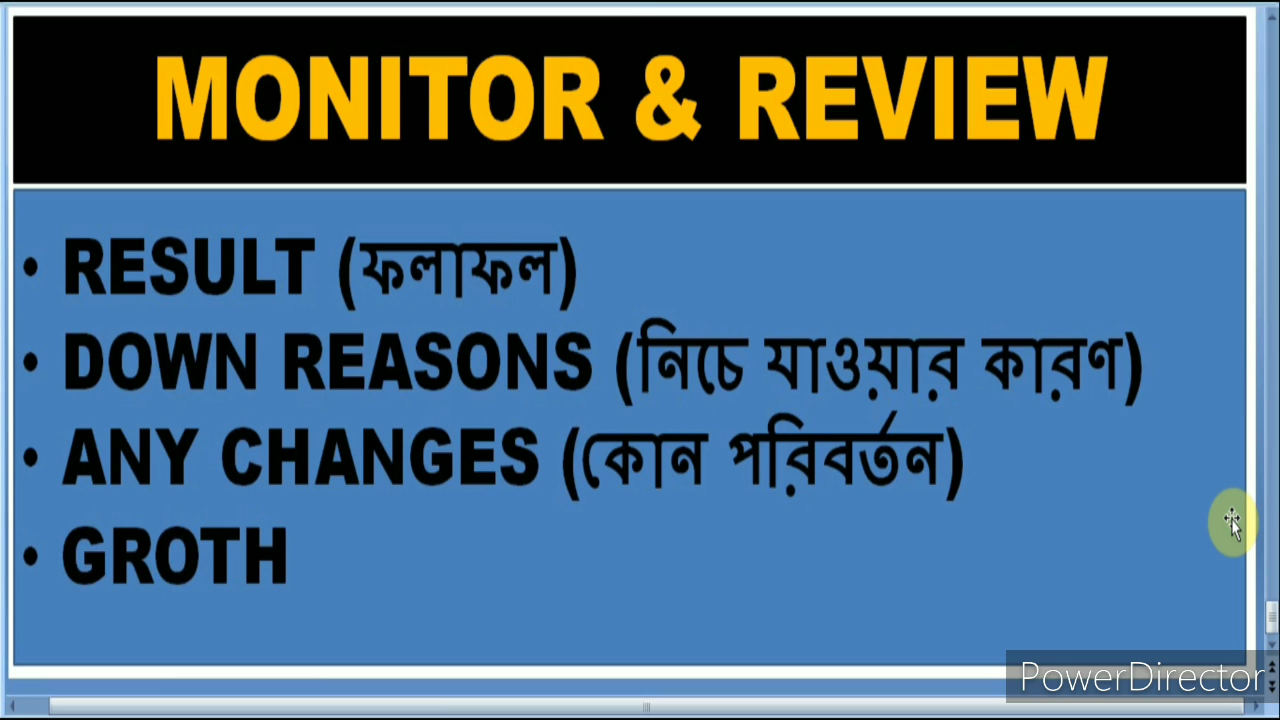 MONITOR & REVIEW
• RESULT (ফলাফল)
• DOWN REASONS (নিচে যাওয়ার কারণ)
• ANY CHANGES (কোন পরিবর্তন)
• GROTH
PowerDirector